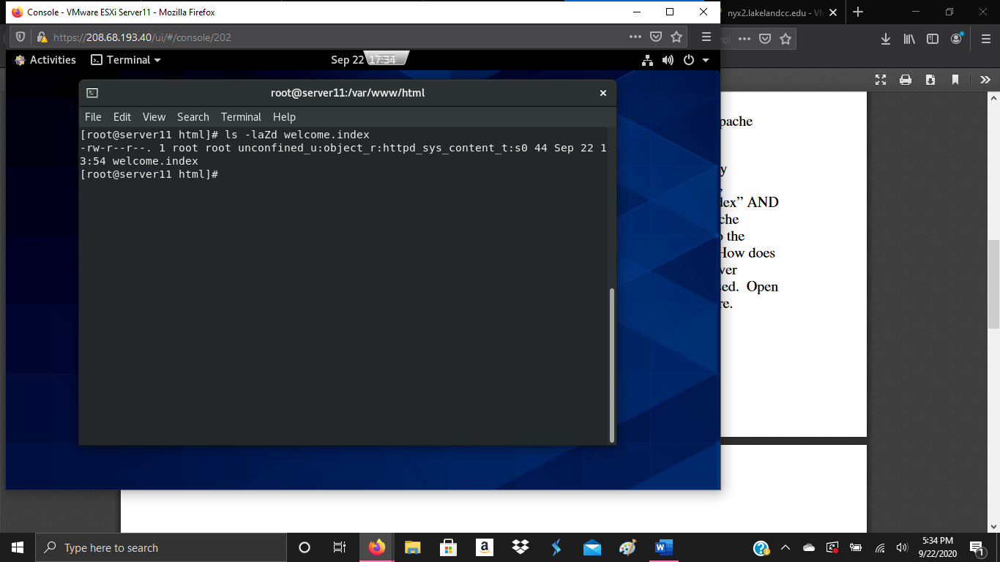 Console - VMware ESXi Server11 - Mozilla Firefox
nyx2.lakelandcc.edu - VM
https://208.68.193.40/ui/#/console/202
Activities
Terminal
Sep 22 17:34
root@server11:/var/www/html
File Edit View Search Terminal Help
[root@server11 html]# ls -laZd welcome.index
-rw-r--r--. 1 root root unconfined_u:object_r:httpd_sys_content_t:s0 44 Sep 22 1
3:54 welcome.index
[root@server11 html]#
pache
y
,
dex” AND
che
o the
How does
ver
sed. Open
re.
Type here to search
5:34 PM
9/22/2020
1